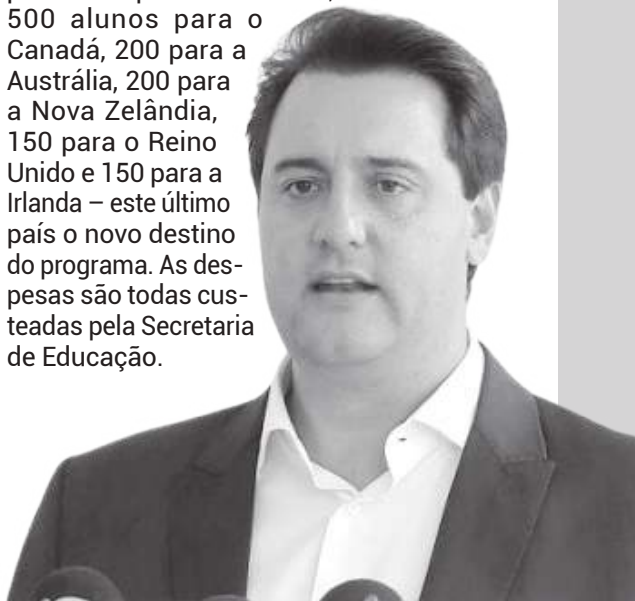 500 alunos para o
Canadá, 200 para a
Austrália, 200 para
a Nova Zelândia,
150 para o Reino
Unido e 150 para a
Irlanda – este último
país o novo destino
do programa. As des-
pesas são todas cus-
teadas pela Secretaria
de Educação.